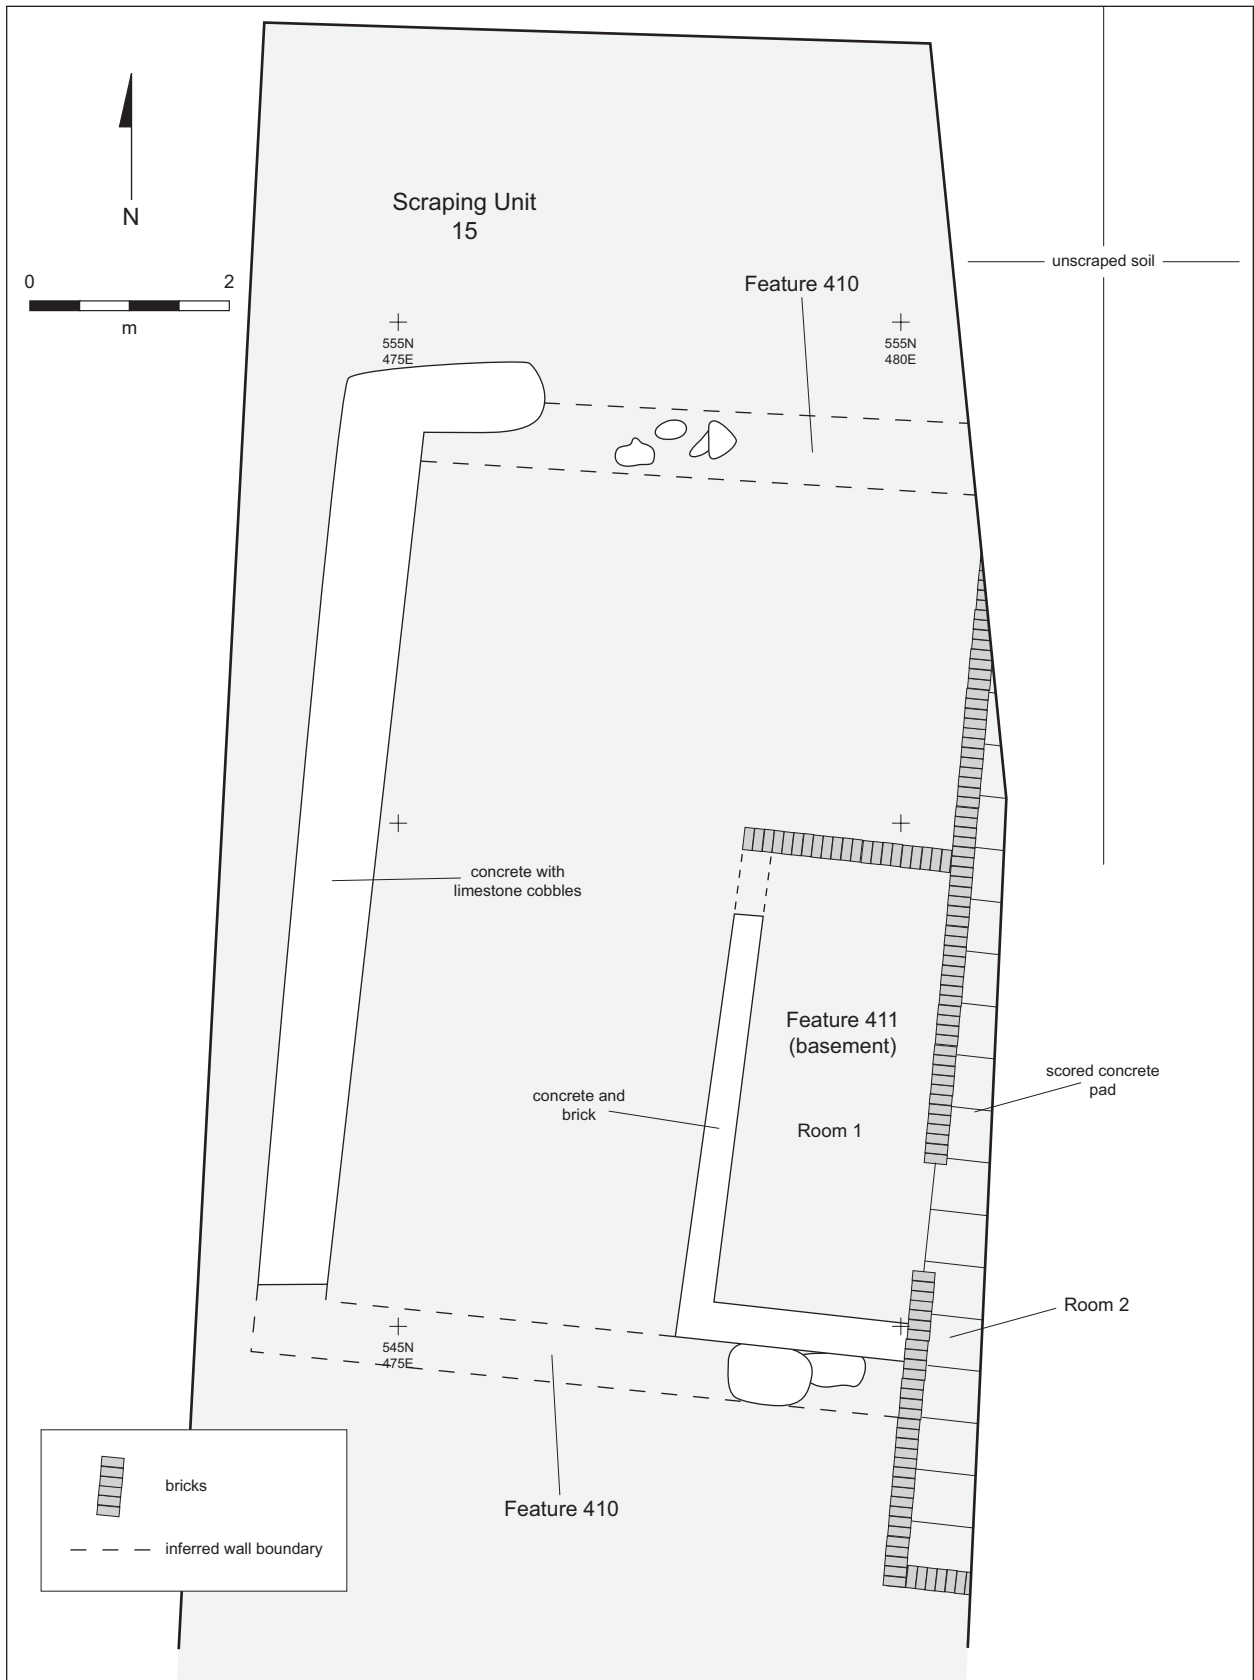 Scraping Unit
15
N
0 2
m
Feature 410
unscraped soil
555N
475E
555N
480E
concrete with
limestone cobbles
Feature 411
(basement)
concrete and
brick
Room 1
scored concrete
pad
Room 2
545N
475E
Feature 410
bricks
inferred wall boundary